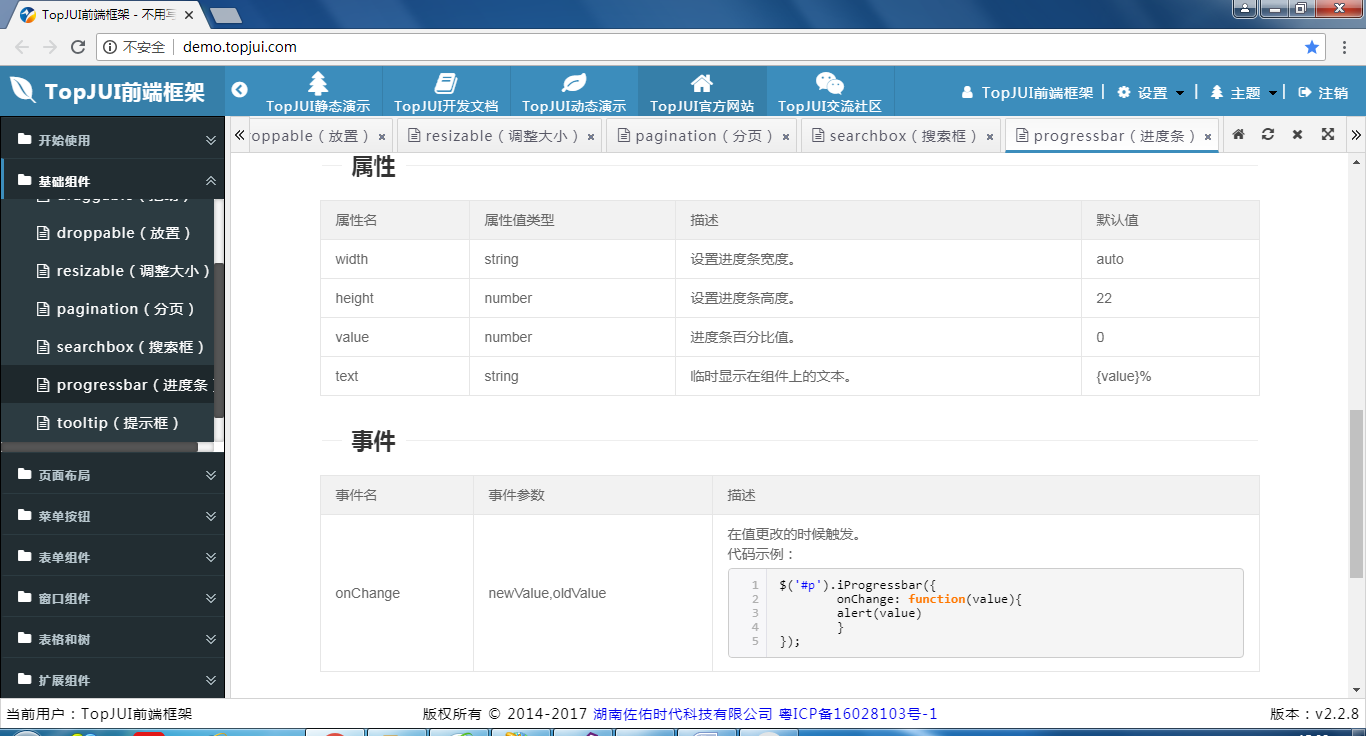 TopJUI前端框架 - 不用写
不安全 demo.topjui.com
TopJUI前端框架
TopJUI静态演示
TopJUI开发文档
TopJUI动态演示
TopJUI官方网站
TopJUI交流社区
TopJUI前端框架
设置
主题
注销
oppable（放置）
resizable（调整大小）
pagination（分页）
searchbox（搜索框）
progressbar（进度条）
开始使用
基础组件
droppable（放置）
resizable（调整大小）
pagination（分页）
searchbox（搜索框）
progressbar（进度条）
tooltip（提示框）
页面布局
菜单按钮
表单组件
窗口组件
表格和树
扩展组件
属性
属性名 属性值类型 描述 默认值
width string 设置进度条宽度。 auto
height number 设置进度条高度。 22
value number 进度条百分比值。 0
text string 临时显示在组件上的文本。 {value}%
事件
事件名 事件参数 描述
onChange newValue,oldValue
在值更改的时候触发。
代码示例：
1 $('#p').iProgressbar({
2 onChange: function(value){
3 alert(value)
4 }
5 });
当前用户：TopJUI前端框架
版权所有 © 2014-2017 湖南佐佑时代科技有限公司 粤ICP备16028103号-1
版本：v2.2.8